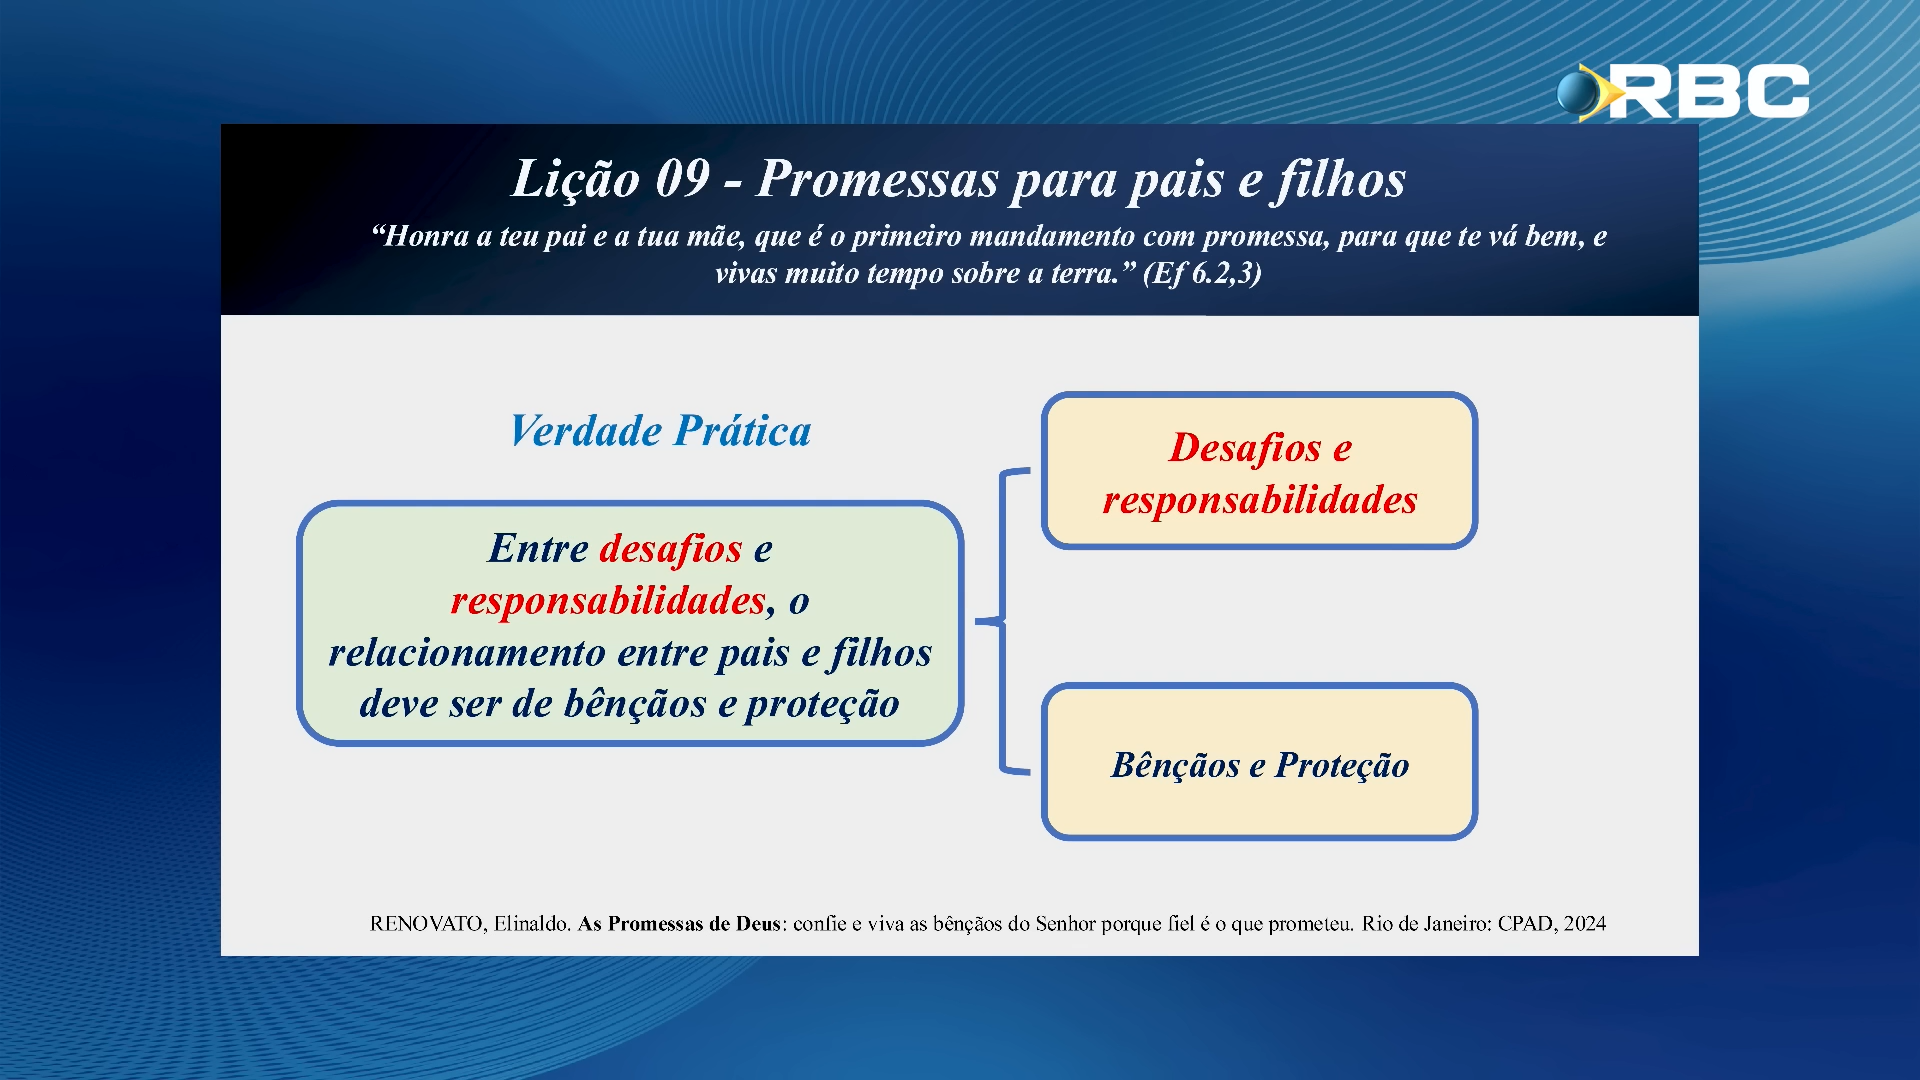 RBC
Lição 09 - Promessas para pais e filhos
“Honra a teu pai e a tua mãe, que é o primeiro mandamento com promessa, para que te vá bem, e
vivas muito tempo sobre a terra.” (Ef 6.2,3)
Verdade Prática
Entre desafios e
responsabilidades, o
relacionamento entre pais e filhos
deve ser de bênçãos e proteção
Desafios e
responsabilidades
Bênçãos e Proteção
RENOVATO, Elinaldo. As Promessas de Deus: confie e viva as bênçãos do Senhor porque fiel é o que prometeu. Rio de Janeiro: CPAD, 2024